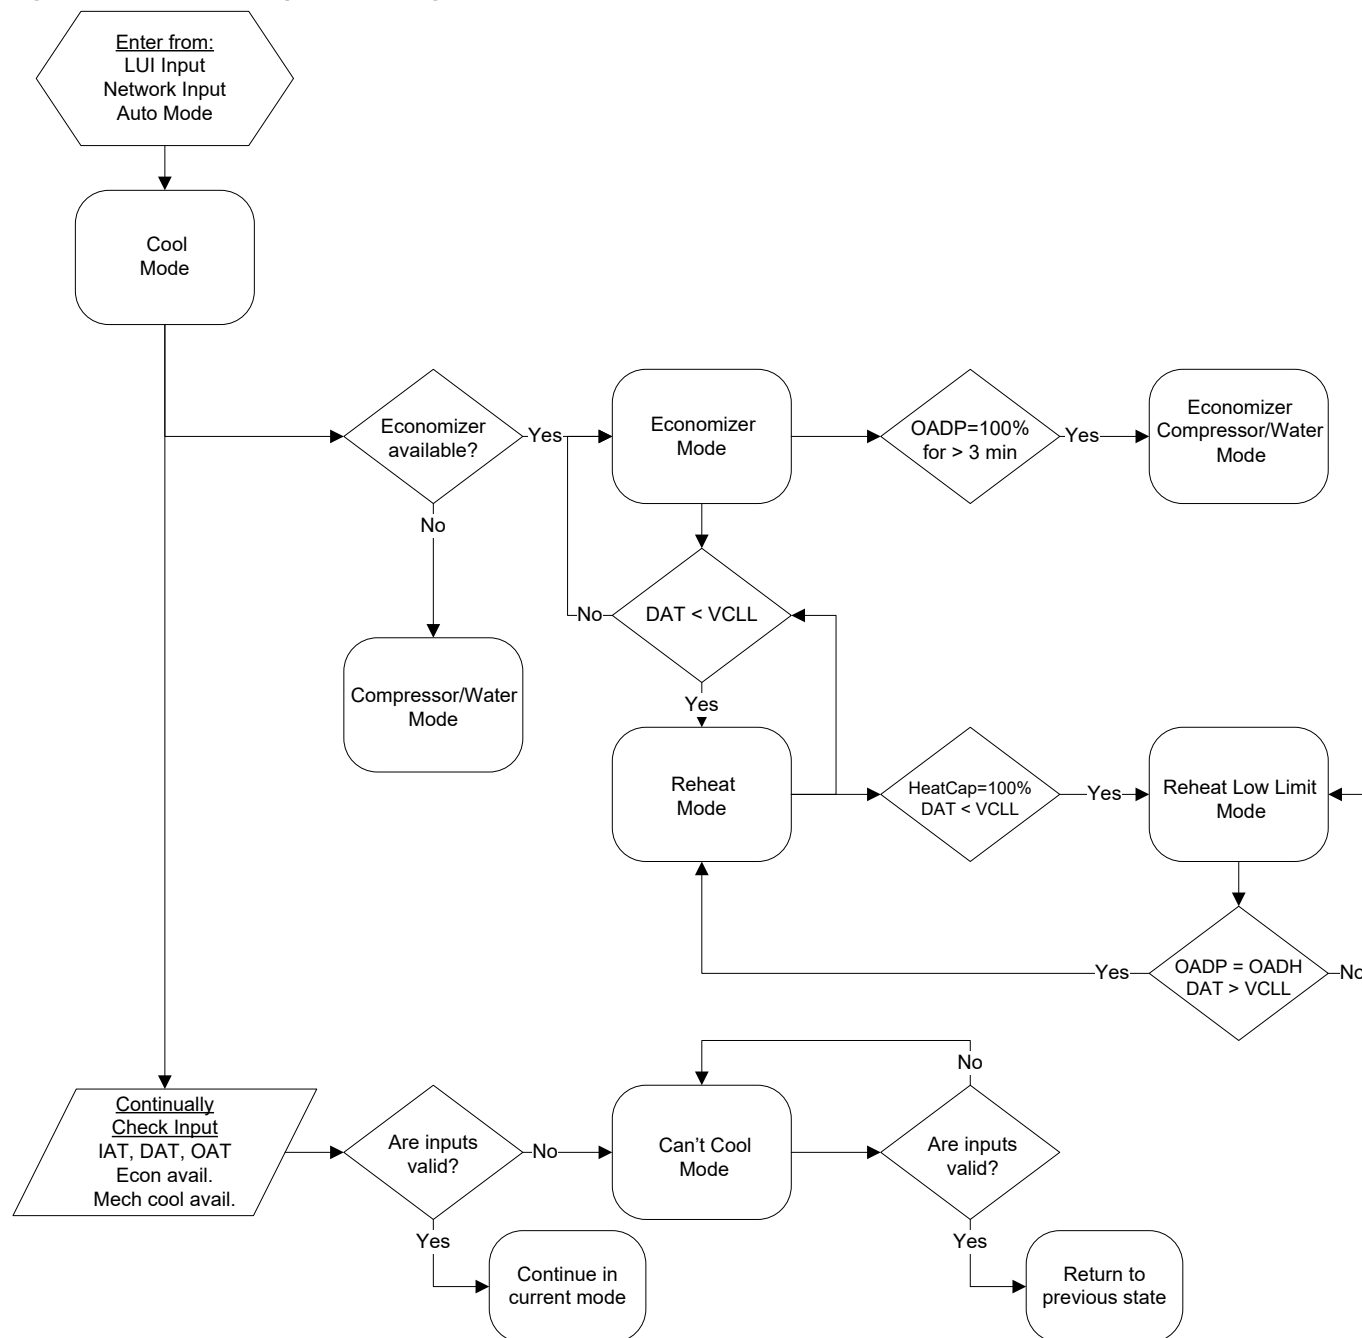 Enter from:
LUI Input
Network Input
Auto Mode
Cool
Mode
Economizer
available?
Yes
Economizer
Mode
OADP=100%
for > 3 min
Yes
Economizer
Compressor/Water
Mode
No
No
DAT < VCLL
Compressor/Water
Mode
Yes
Reheat
Mode
HeatCap=100%
DAT < VCLL
Yes
Reheat Low Limit
Mode
Yes
OADP = OADH
DAT > VCLL
No
Continually
Check Input
IAT, DAT, OAT
Econ avail.
Mech cool avail.
Are inputs
valid?
No
Can't Cool
Mode
No
Are inputs
valid?
Yes
Continue in
current mode
Yes
Return to
previous state